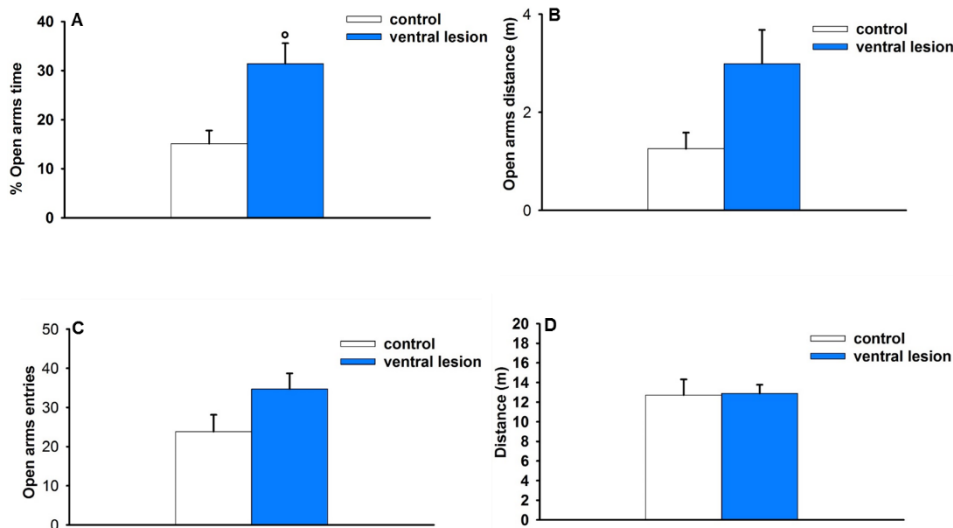 A
% Open arms time
40
30
20
10
0
control
ventral lesion
B
Open arms distance (m)
4
2
0
control
ventral lesion
C
Open arms entries
50
40
30
20
10
0
control
ventral lesion
D
Distance (m)
20
18
16
14
12
10
8
6
4
2
0
control
ventral lesion